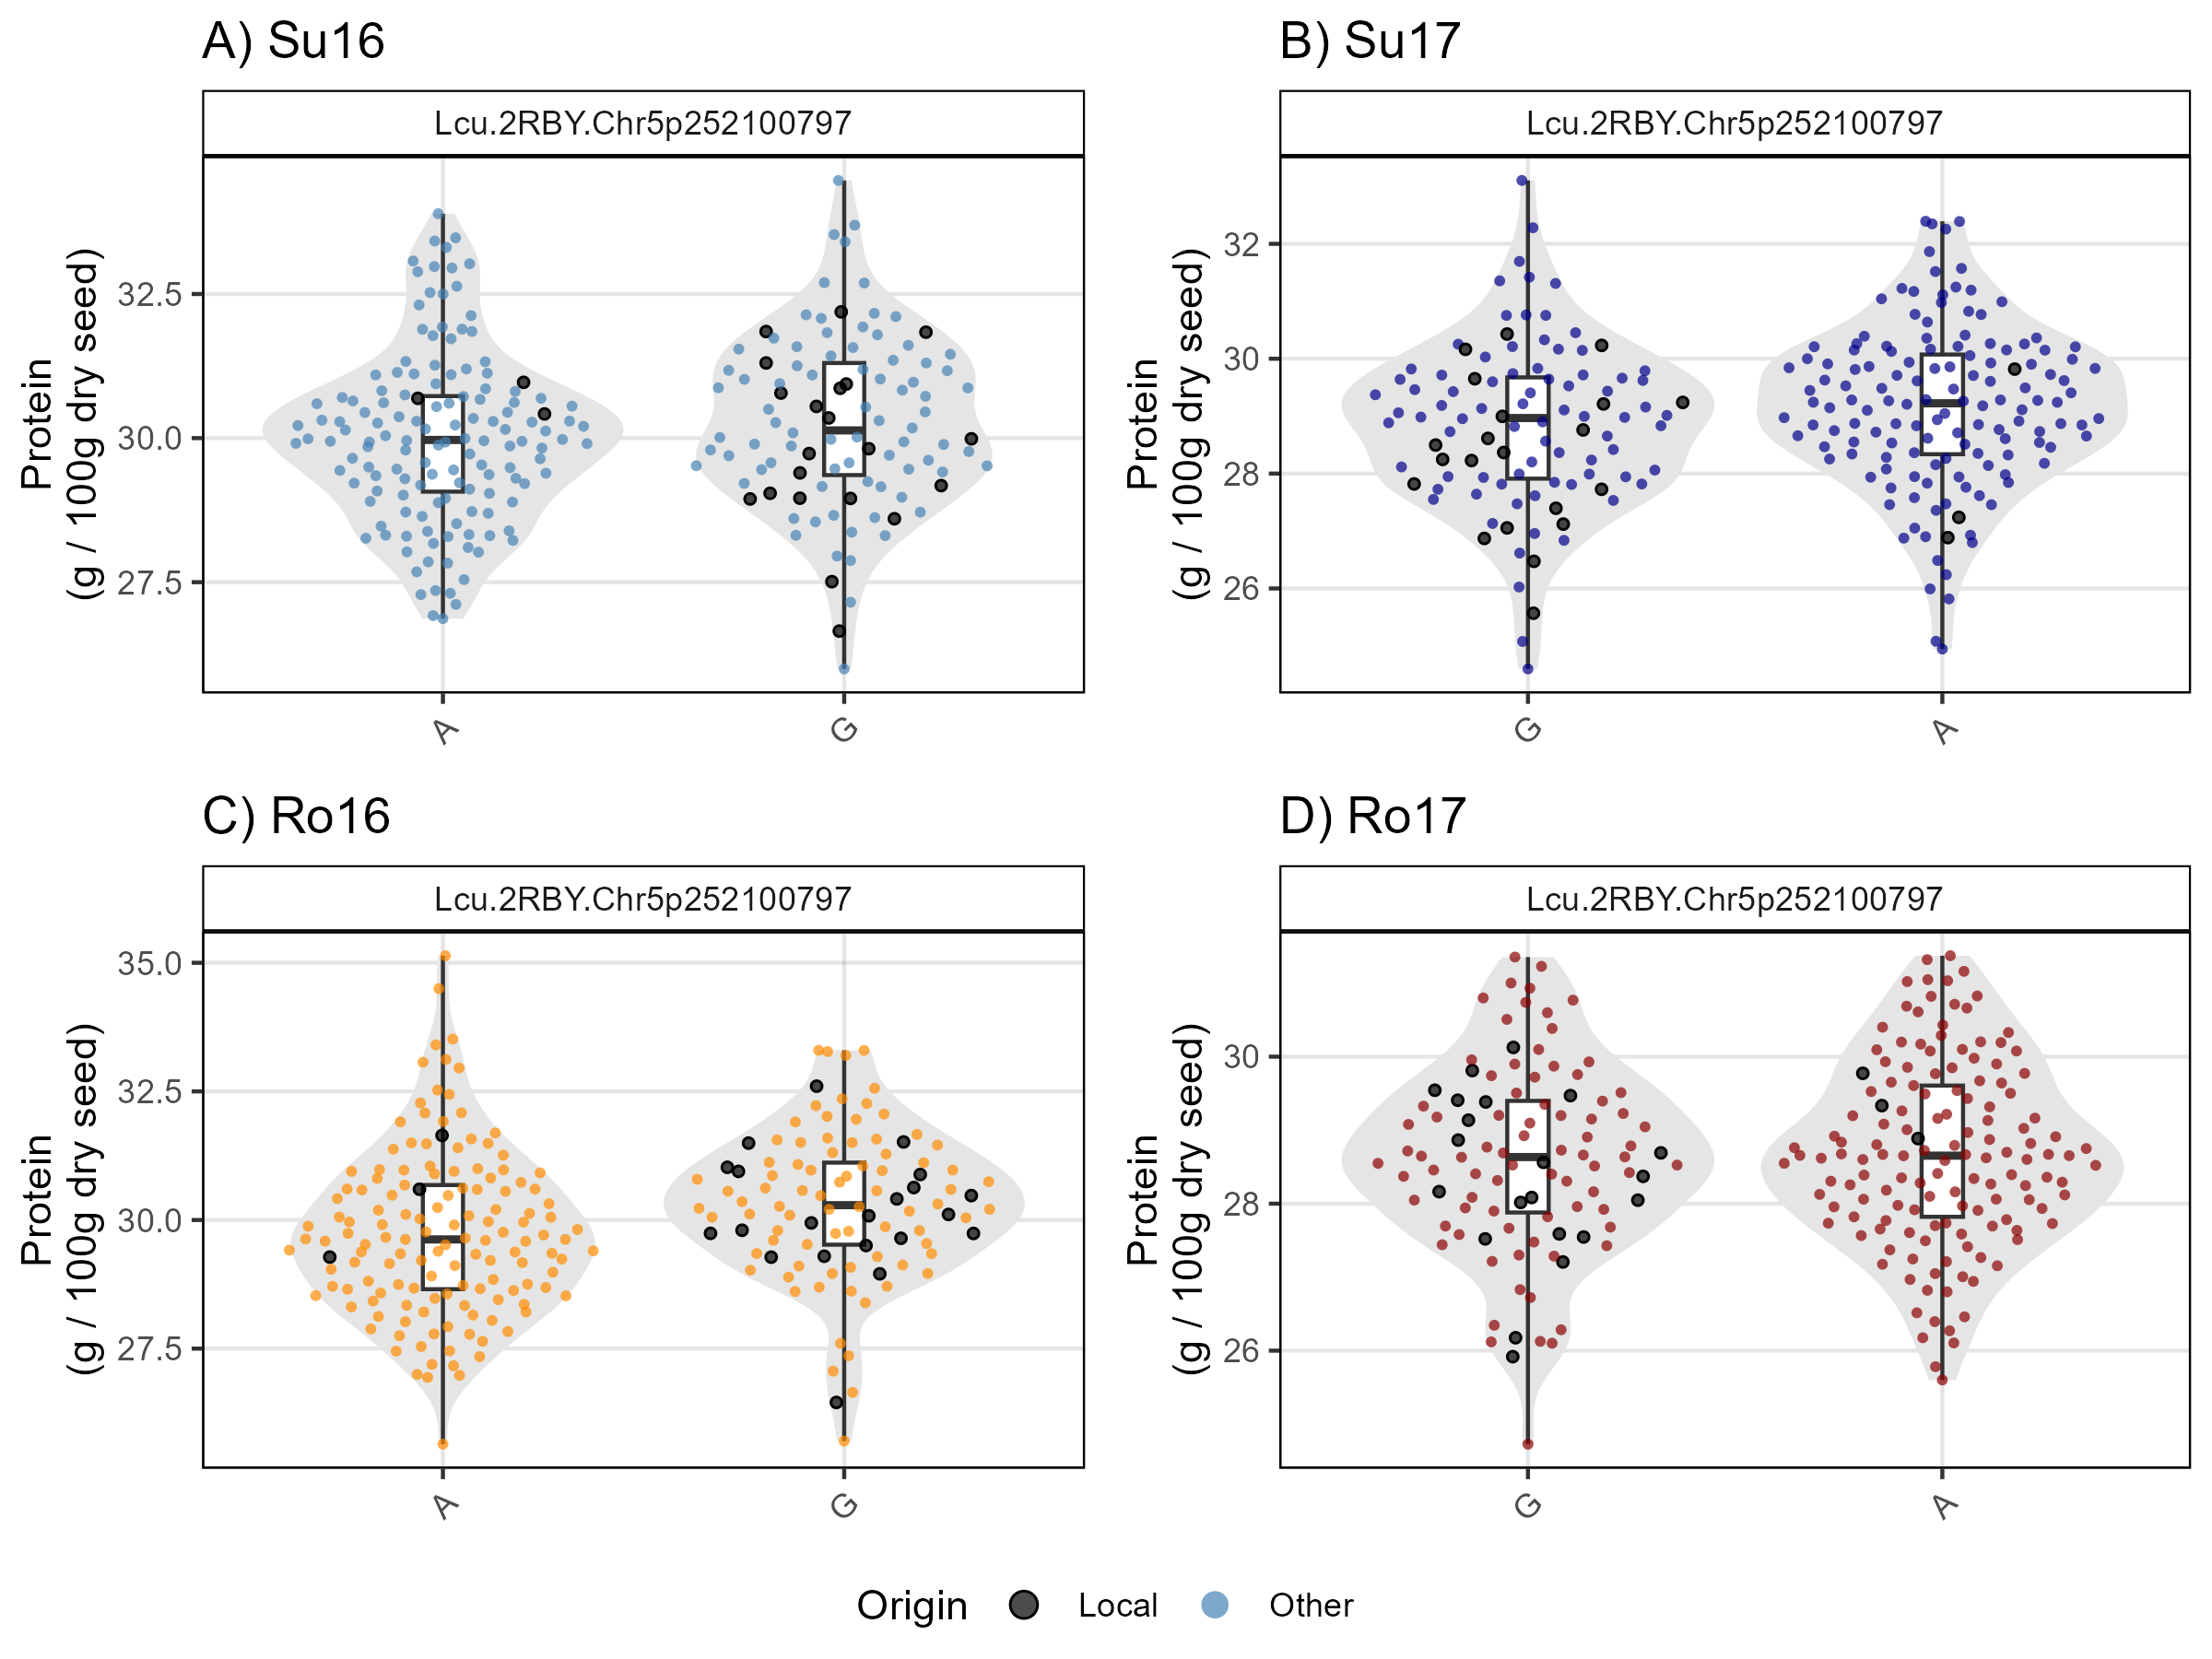 A) Su16
Lcu.2RBY.Chr5p252100797
Protein
(g / 100g dry seed)
32.5
30.0
27.5
A
G
B) Su17
Lcu.2RBY.Chr5p252100797
Protein
(g / 100g dry seed)
32
30
28
26
G
A
C) Ro16
Lcu.2RBY.Chr5p252100797
Protein
(g / 100g dry seed)
35.0
32.5
30.0
27.5
A
G
D) Ro17
Lcu.2RBY.Chr5p252100797
Protein
(g / 100g dry seed)
30
28
26
G
A
Origin Local Other